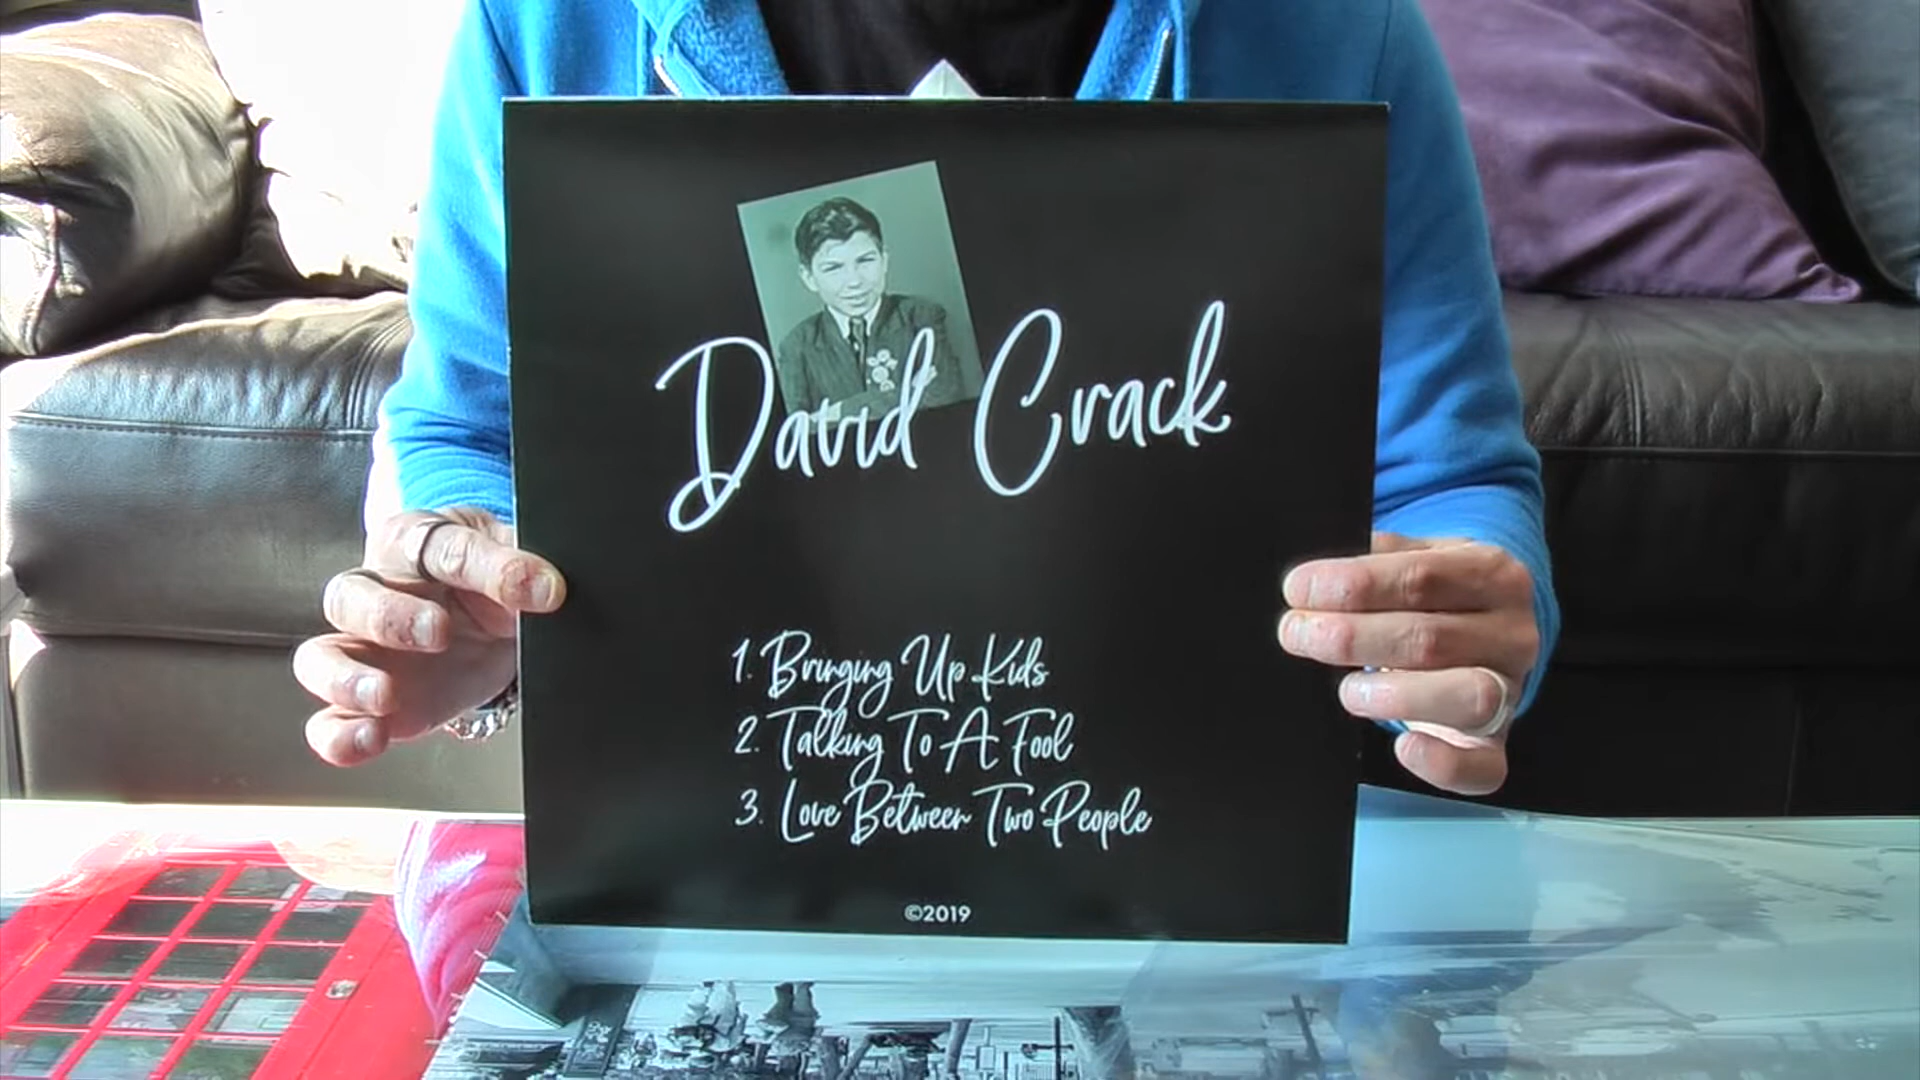 David Crack
1. Bringing Up Kids
2. Talking To A Fool
3. Love Between Two People
©2019